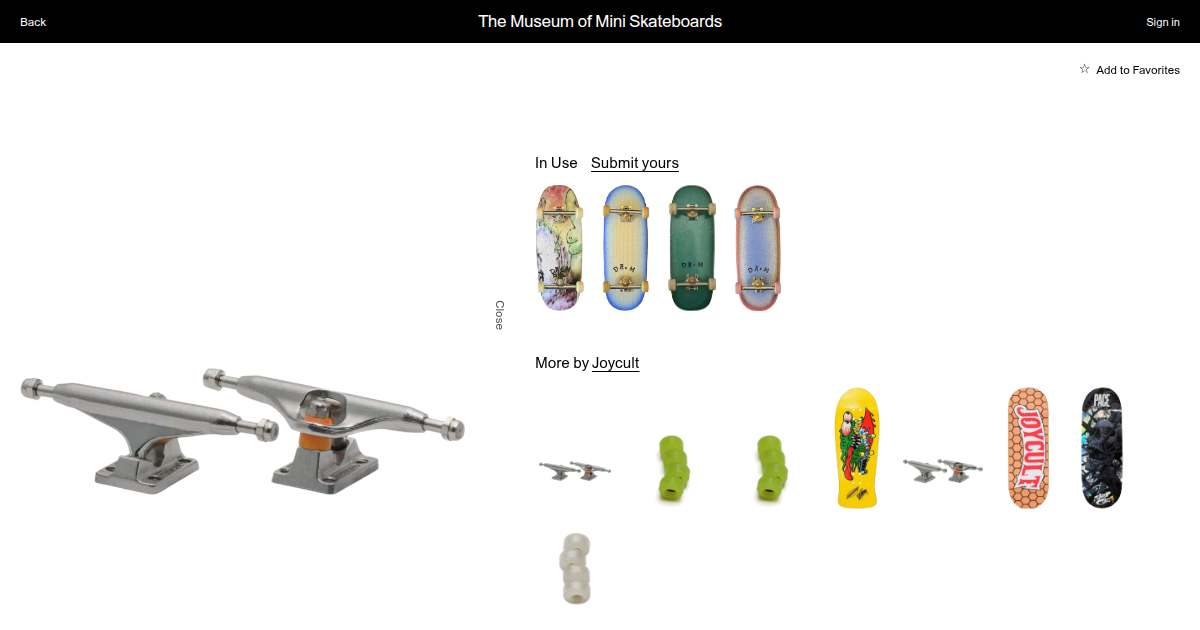 Back
The Museum of Mini Skateboards
Sign in
☆ Add to Favorites
In Use Submit yours
Close
More by Joycult
JOYCULT
PACE